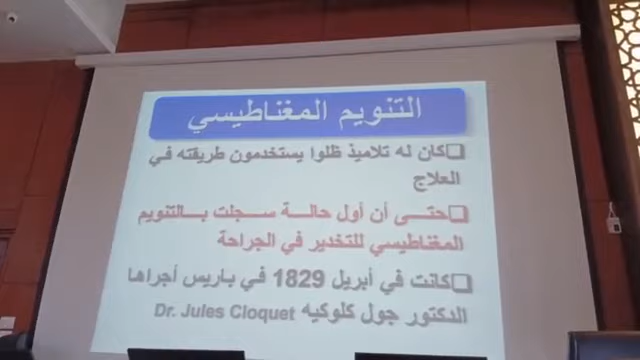 التنويم المغناطيسي
❑كان له تلاميذ ظلوا يستخدمون طريقته في
العلاج
❑حتى أن أول حالة سجلت بالتنويم
المغناطيسي للتخدير في الجراحة
❑كانت في أبريل 1829 في باريس أجراها
الدكتور جول كلوكيه Dr. Jules Cloquet